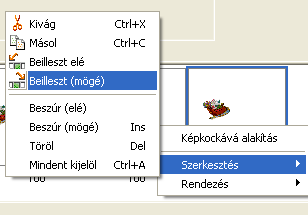 Kivág Ctrl+X
Másol Ctrl+C
Beilleszt elé
Beilleszt (mögé)
Beszúr (elé)
Beszúr (mögé) Ins
Töröl Del
Mindent kijelöl Ctrl+A
Képkockává alakítás
Szerkesztés
Rendezés